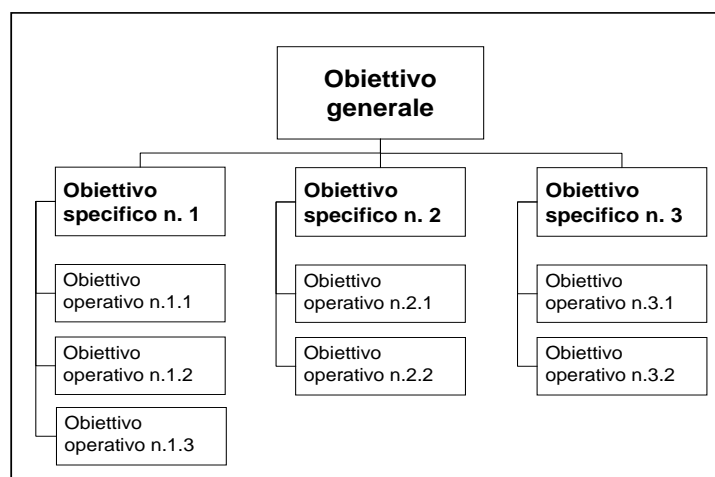 Obiettivo
generale
Obiettivo
specifico n. 1
Obiettivo
specifico n. 2
Obiettivo
specifico n. 3
Obiettivo
operativo n.1.1
Obiettivo
operativo n.2.1
Obiettivo
operativo n.3.1
Obiettivo
operativo n.1.2
Obiettivo
operativo n.2.2
Obiettivo
operativo n.3.2
Obiettivo
operativo n.1.3